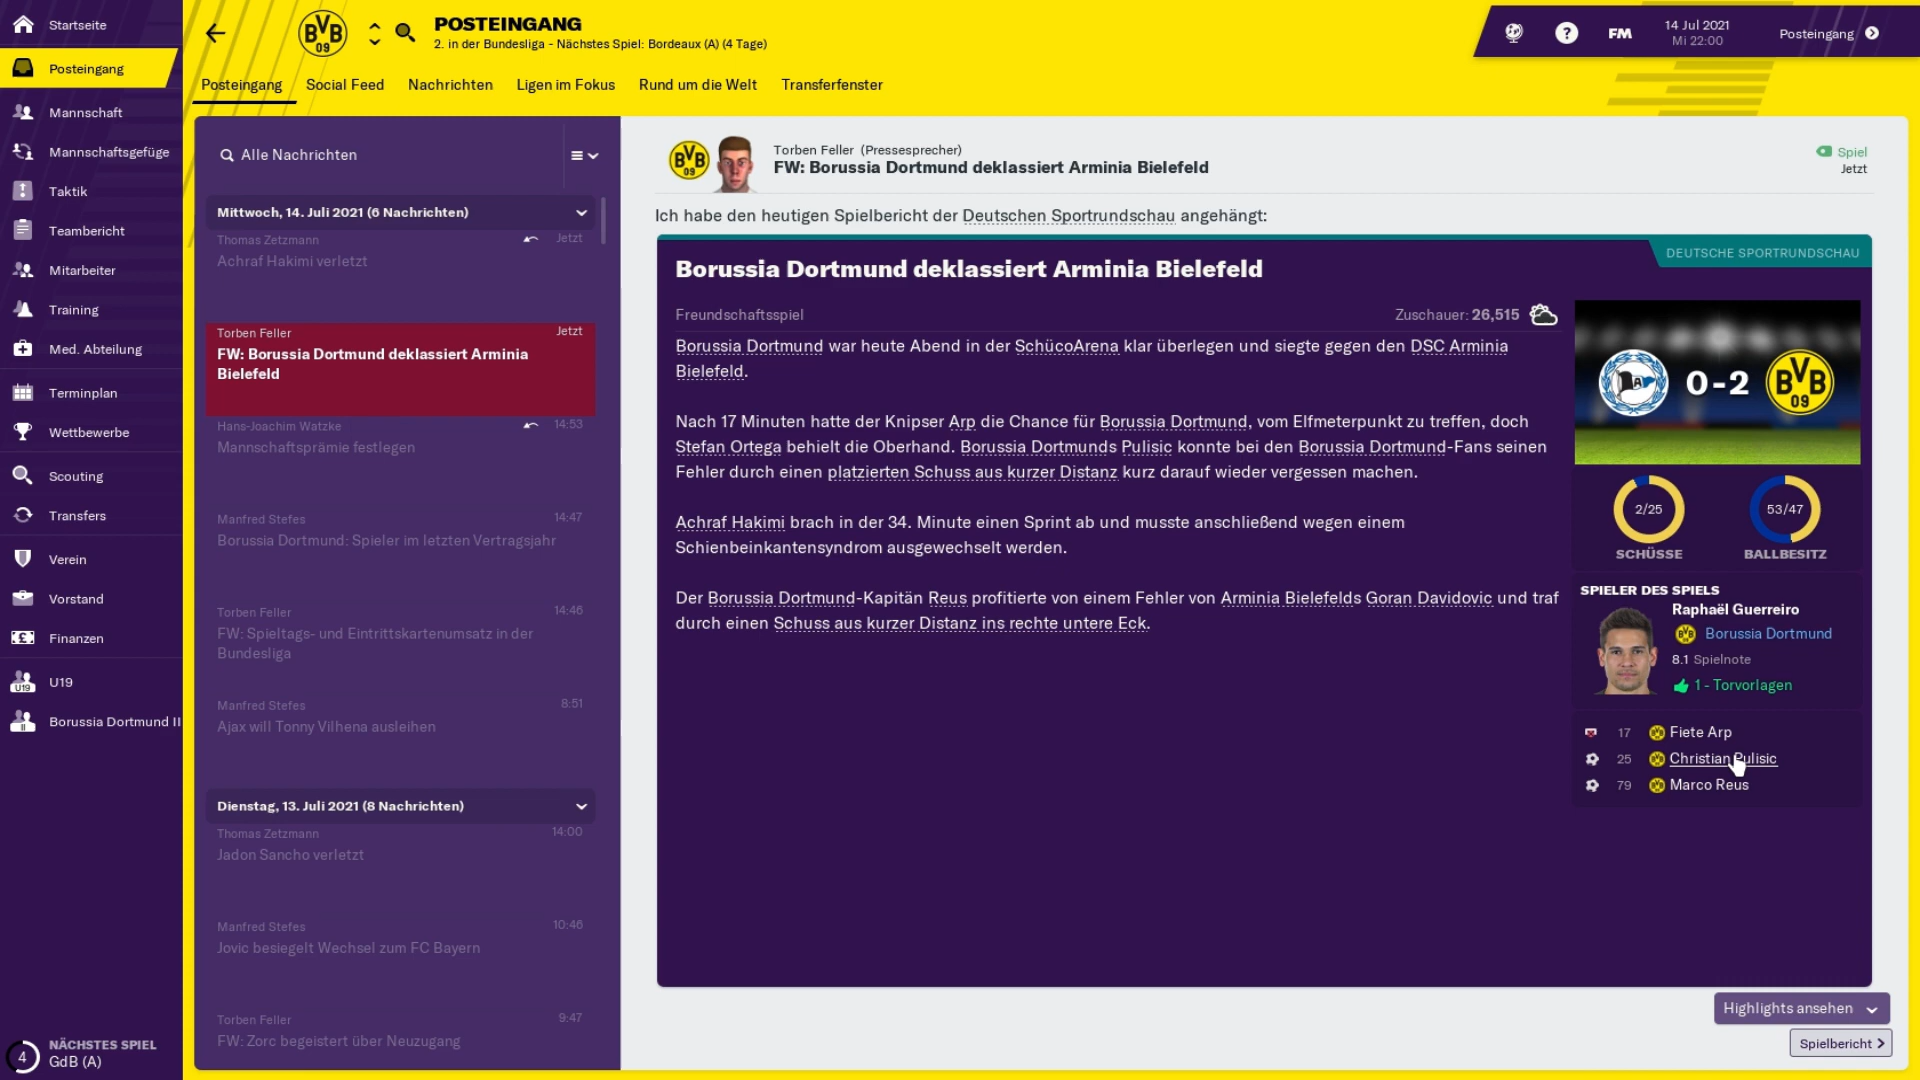 Startseite
Posteingang
Mannschaft
Mannschaftsgefüge
Taktik
Teambericht
Mitarbeiter
Training
Med. Abteilung
Terminplan
Wettbewerbe
Scouting
Transfers
Verein
Vorstand
Finanzen
U19
U19
II
Borussia Dortmund II
4
NÄCHSTES SPIEL
GdB (A)
BVB
09
POSTEINGANG
2. in der Bundesliga - Nächstes Spiel: Bordeaux (A) (4 Tage)
?
FM
14 Jul 2021
Mi 22:00
Posteingang
Posteingang
Social Feed
Nachrichten
Ligen im Fokus
Rund um die Welt
Transferfenster
Alle Nachrichten
Mittwoch, 14. Juli 2021 (6 Nachrichten)
Thomas Zetzmann
Jetzt
Achraf Hakimi verletzt
Torben Feller
Jetzt
FW: Borussia Dortmund deklassiert Arminia
Bielefeld
Hans-Joachim Watzke
14:53
Mannschaftsprämie festlegen
Manfred Stefes
14:47
Borussia Dortmund: Spieler im letzten Vertragsjahr
Torben Feller
14:46
FW: Spieltags- und Eintrittskartenumsatz in der
Bundesliga
Manfred Stefes
8:51
Ajax will Tonny Vilhena ausleihen
Dienstag, 13. Juli 2021 (8 Nachrichten)
Thomas Zetzmann
14:00
Jadon Sancho verletzt
Manfred Stefes
10:46
Jovic besiegelt Wechsel zum FC Bayern
Torben Feller
9:47
FW: Zorc begeistert über Neuzugang
BVB
09
Torben Feller (Pressesprecher)
FW: Borussia Dortmund deklassiert Arminia Bielefeld
Spiel
Jetzt
Ich habe den heutigen Spielbericht der Deutschen Sportrundschau angehängt:
DEUTSCHE SPORTRUNDSCHAU
Borussia Dortmund deklassiert Arminia Bielefeld
Freundschaftsspiel
Zuschauer: 26,515
Borussia Dortmund war heute Abend in der SchücoArena klar überlegen und siegte gegen den DSC Arminia
Bielefeld.
Nach 17 Minuten hatte der Knipser Arp die Chance für Borussia Dortmund, vom Elfmeterpunkt zu treffen, doch
Stefan Ortega behielt die Oberhand. Borussia Dortmunds Pulisic konnte bei den Borussia Dortmund-Fans seinen
Fehler durch einen platzierten Schuss aus kurzer Distanz kurz darauf wieder vergessen machen.
Achraf Hakimi brach in der 34. Minute einen Sprint ab und musste anschließend wegen einem
Schienbeinkantensyndrom ausgewechselt werden.
Der Borussia Dortmund-Kapitän Reus profitierte von einem Fehler von Arminia Bielefelds Goran Davidovic und traf
durch einen Schuss aus kurzer Distanz ins rechte untere Eck.
A
0-2
BVB
09
2/25
SCHÜSSE
53/47
BALLBESITZ
SPIELER DES SPIELS
Raphaël Guerreiro
Borussia Dortmund
8.1 Spielnote
1 - Torvorlagen
17 Fiete Arp
25 Christian Pulisic
79 Marco Reus
Highlights ansehen
Spielbericht